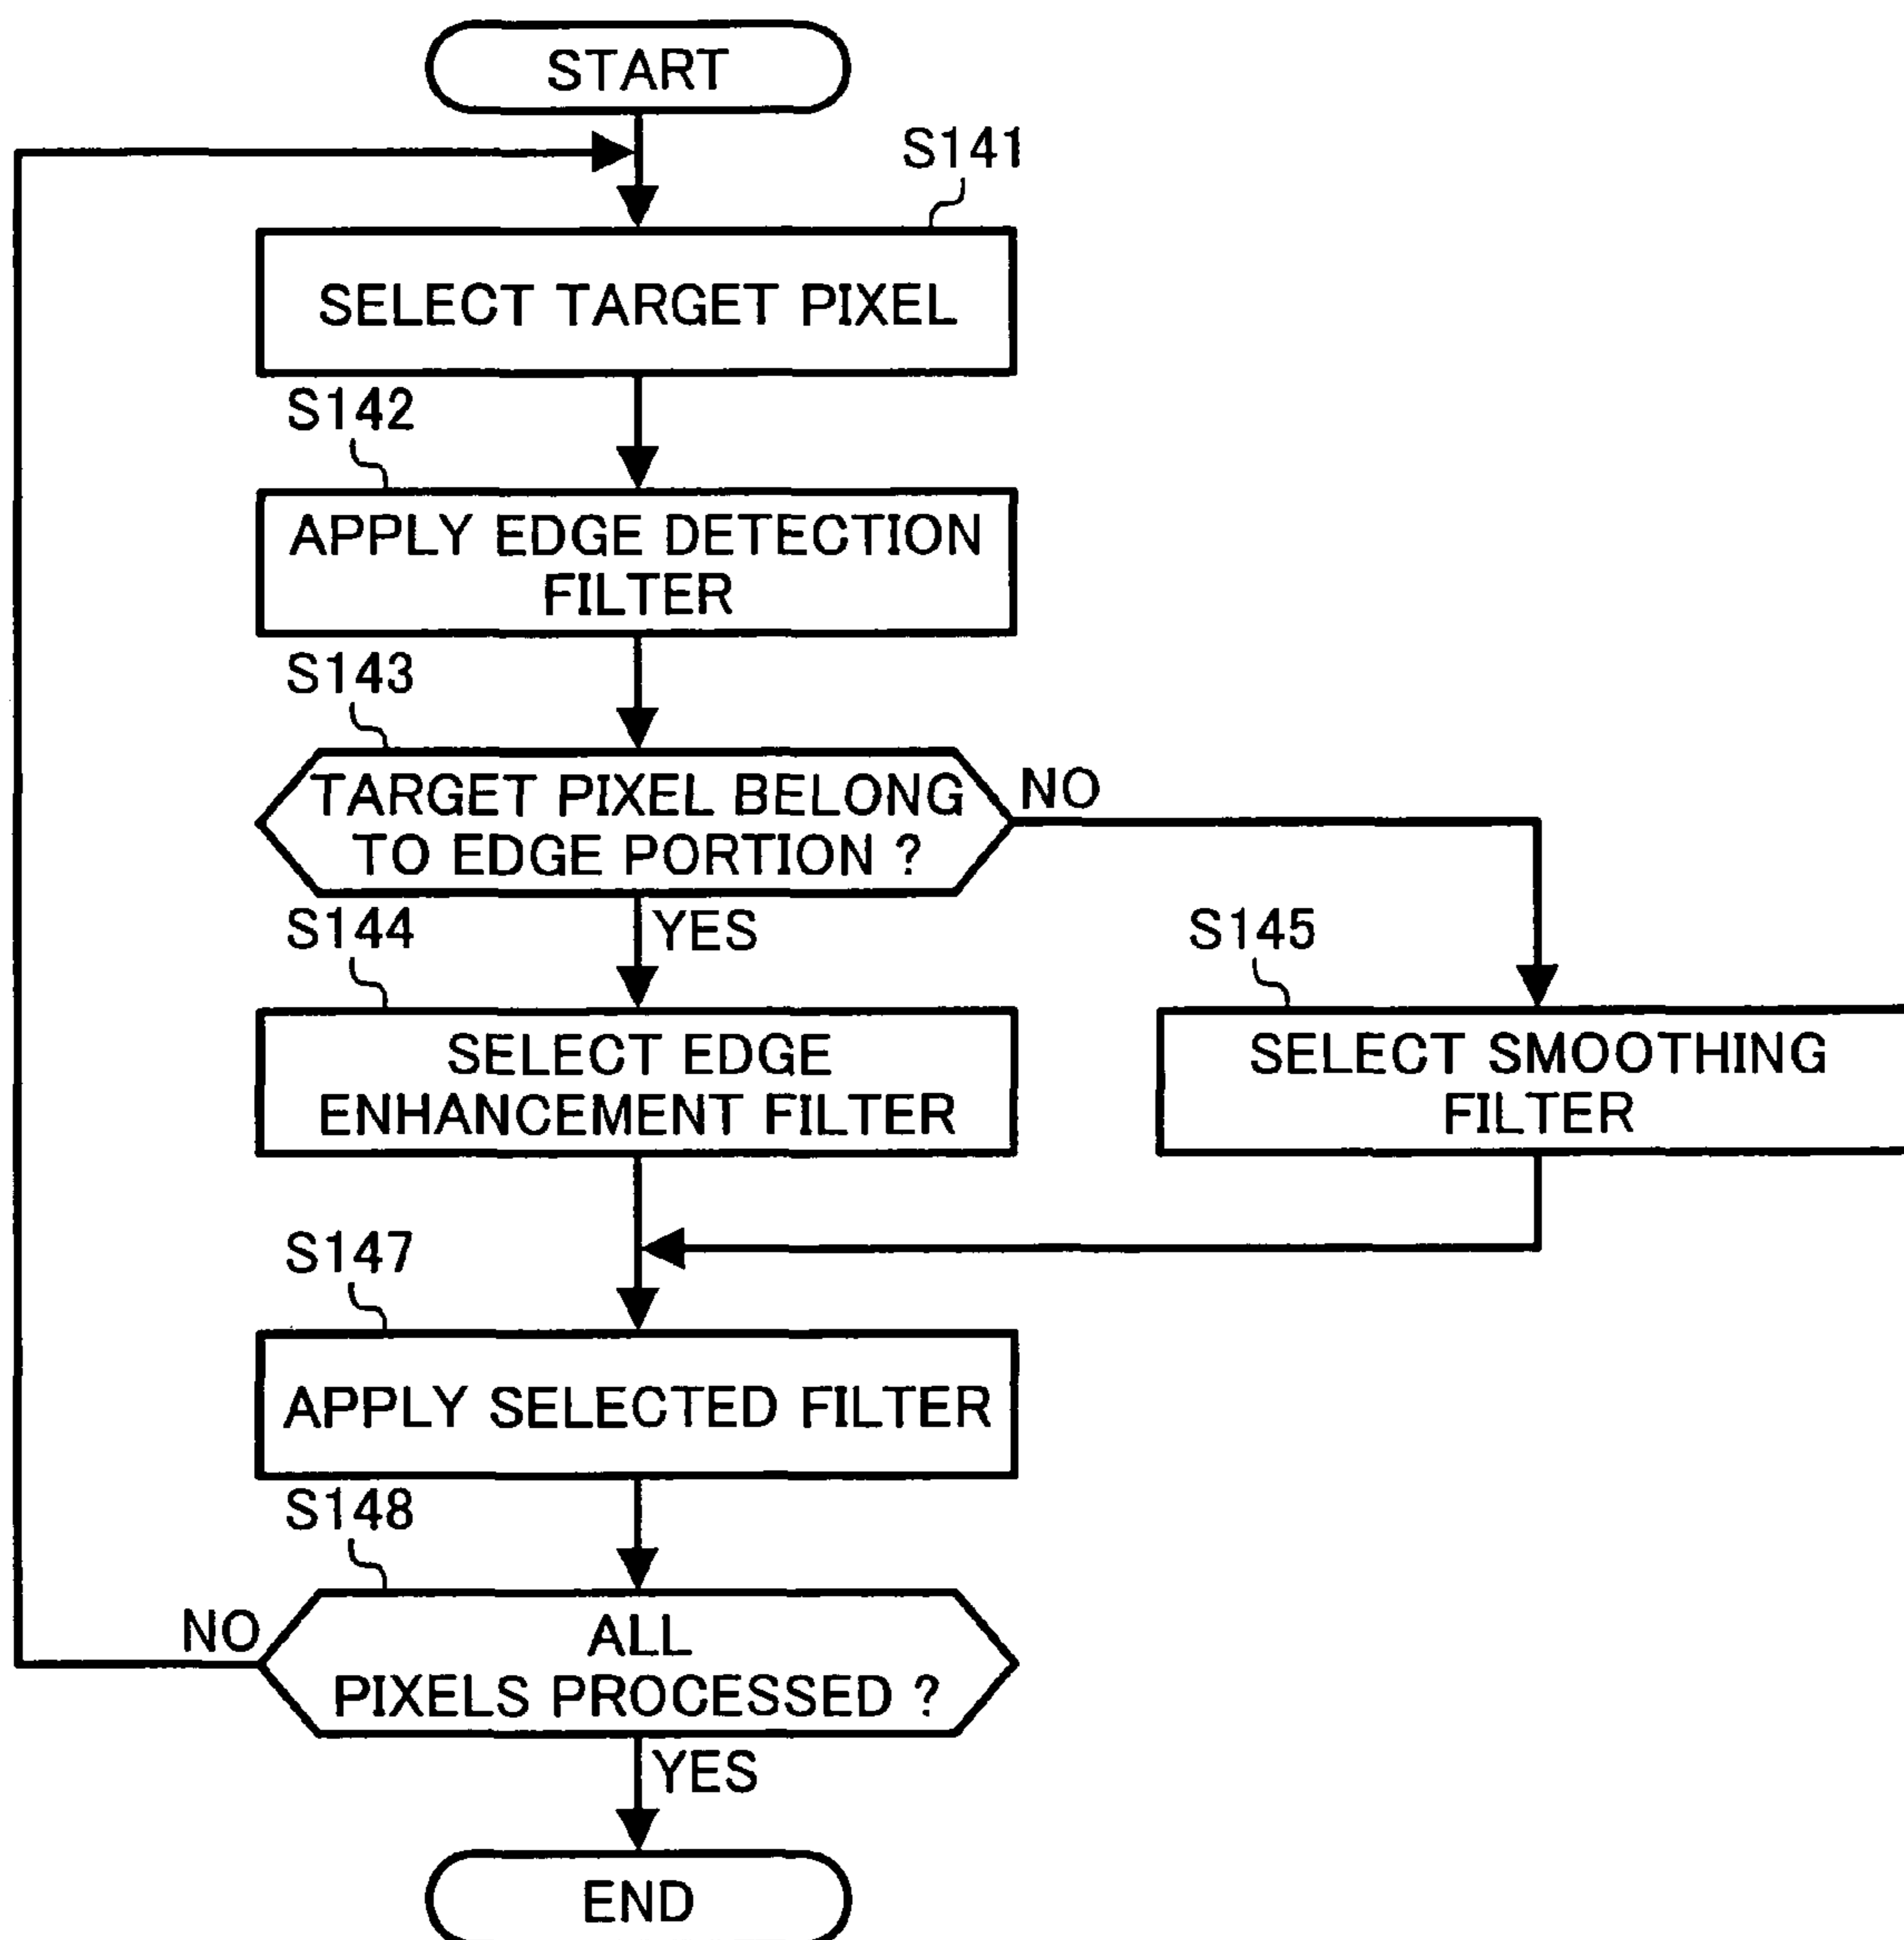 START
S141
SELECT TARGET PIXEL
S142
APPLY EDGE DETECTION
FILTER
S143
TARGET PIXEL BELONG
TO EDGE PORTION ?
NO
YES
S144
SELECT EDGE
ENHANCEMENT FILTER
S145
SELECT SMOOTHING
FILTER
S147
APPLY SELECTED FILTER
S148
ALL
PIXELS PROCESSED ?
NO
YES
END